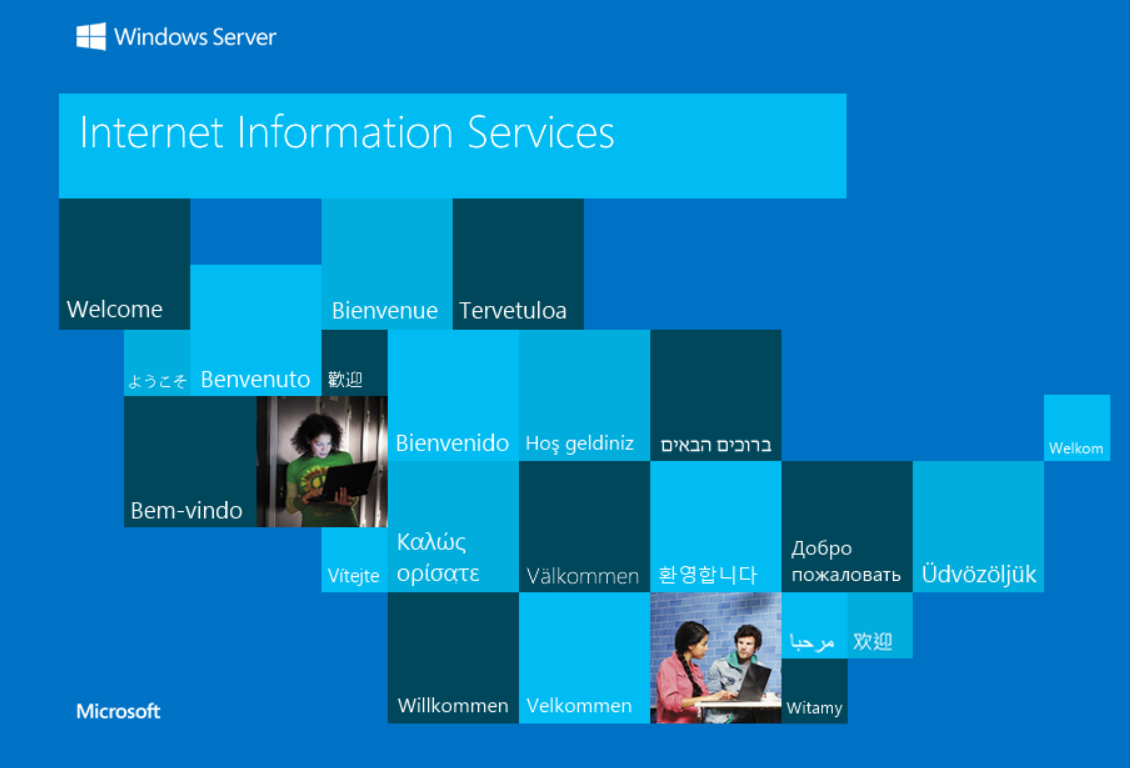 Windows Server
Internet Information Services
Welcome
Bienvenue
Tervetuloa
ようこそ
Benvenuto
歡迎
Bienvenido
Hoş geldiniz
ברוכים הבאים
Welkom
Bem-vindo
Vítejte
Καλώς
ορίσατε
Välkommen
환영합니다
Добро
пожаловать
Üdvözöljük
Willkommen
Velkommen
مرحبا
欢迎
Witamy
Microsoft